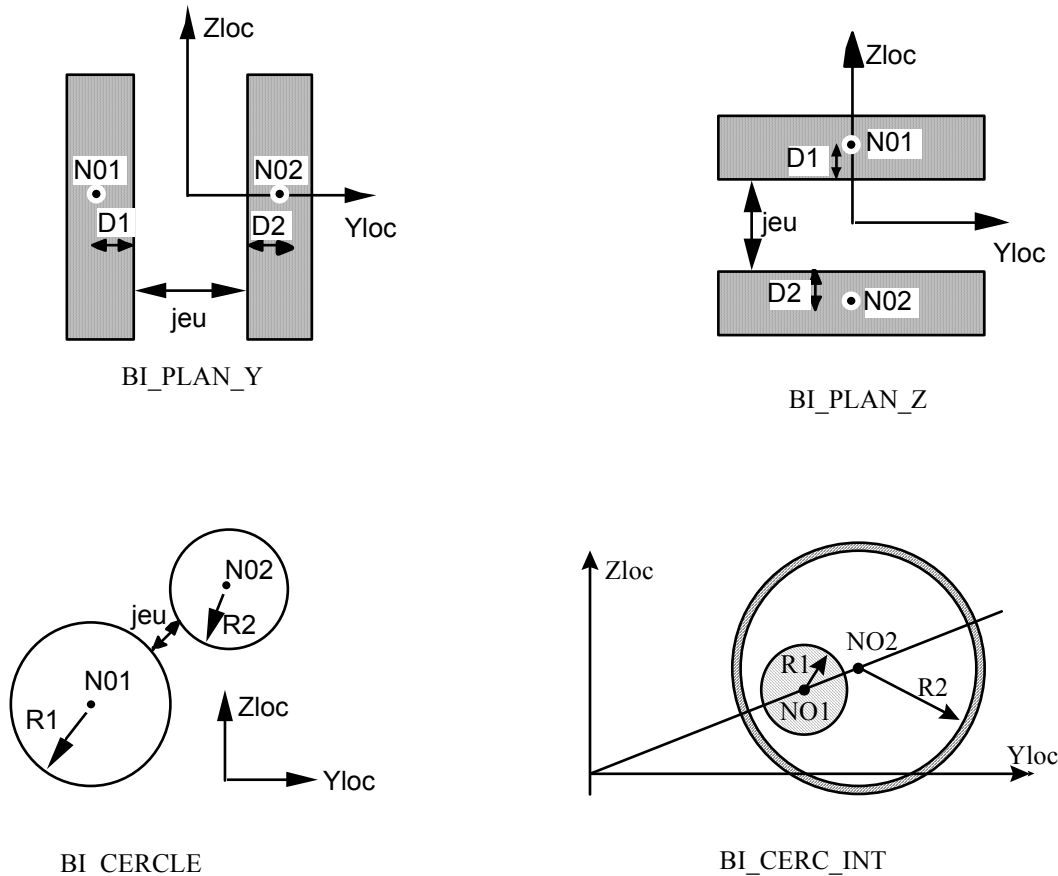 Zloc
N01
N02
D1
D2
Yloc
jeu
BI_PLAN_Y
Zloc
N01
D1
jeu
Yloc
D2
N02
BI_PLAN_Z
N02
jeu
R2
N01
R1
Zloc
Yloc
BI_CERCLE
Zloc
NO2
R1
R2
NO1
Yloc
BI_CERC_INT